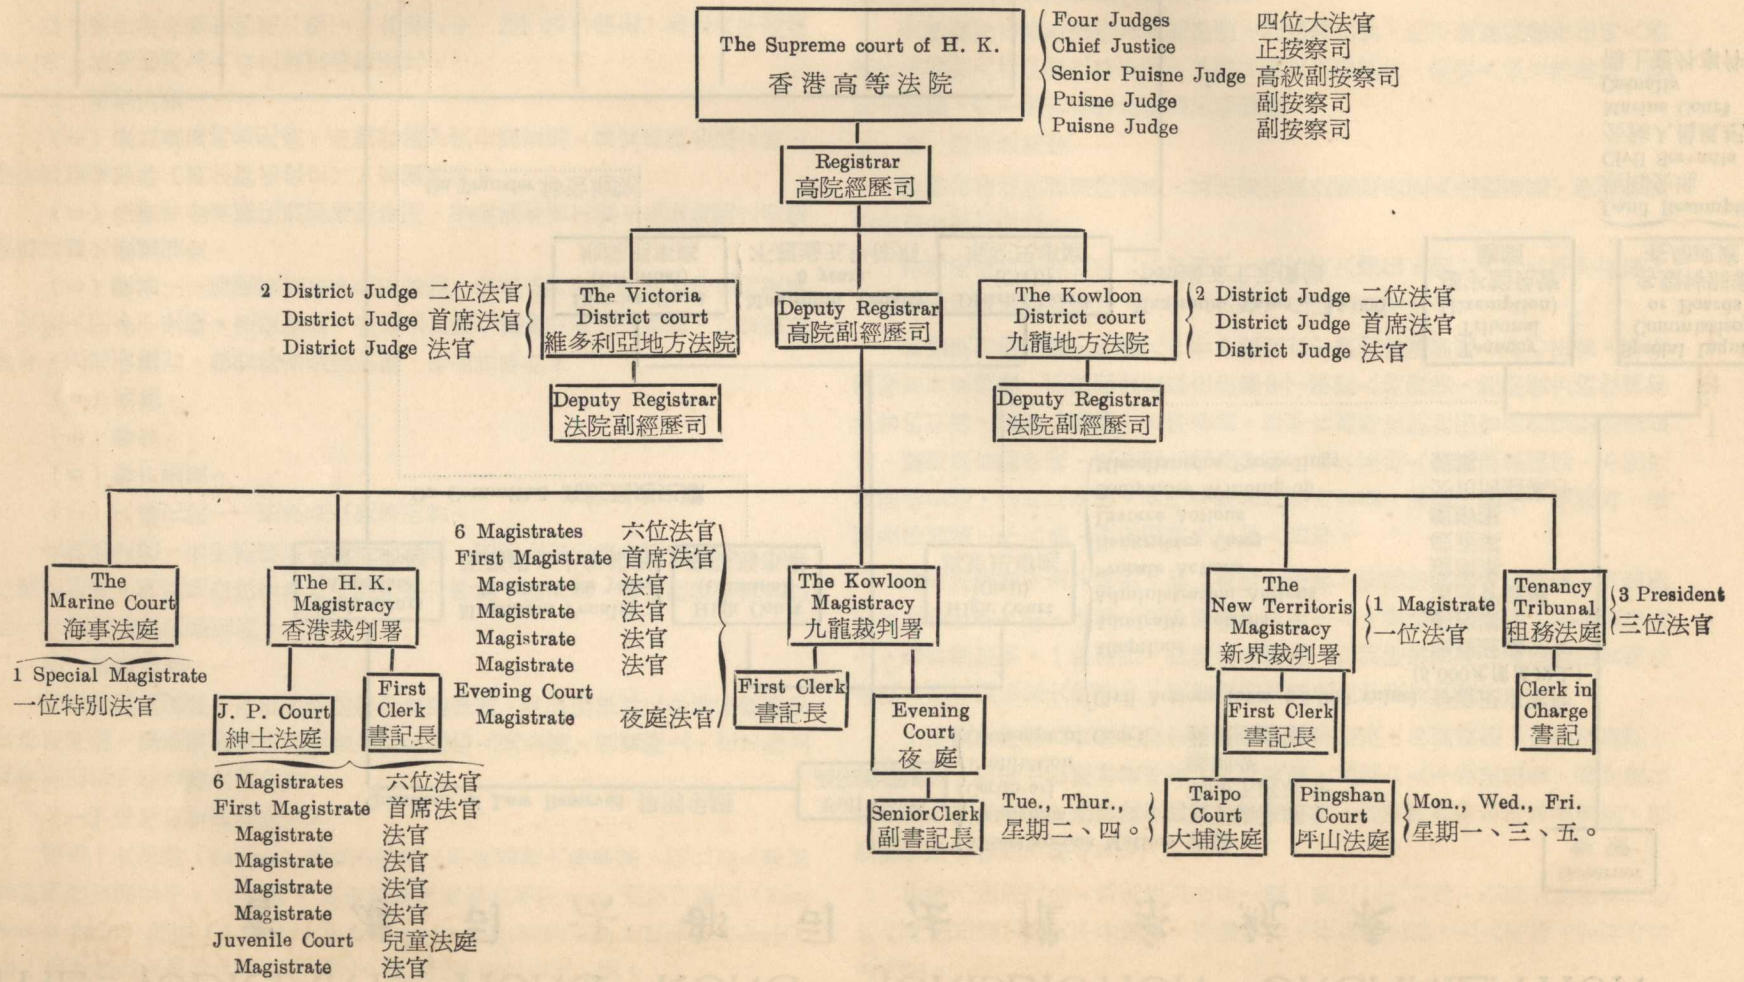 The Supreme court of H. K.
香港高等法院
Four Judges 四位大法官
Chief Justice 正按察司
Senior Puisne Judge 高級副按察司
Puisne Judge 副按察司
Puisne Judge 副按察司
Registrar
高院經歷司
2 District Judge 二位法官
District Judge 首席法官
District Judge 法官
The Victoria
District court
維多利亞地方法院
Deputy Registrar
高院副經歷司
The Kowloon
District court
九龍地方法院
2 District Judge 二位法官
District Judge 首席法官
District Judge 法官
Deputy Registrar
法院副經歷司
Deputy Registrar
法院副經歷司
The
Marine Court
海事法庭
1 Special Magistrate
一位特別法官
The H. K.
Magistracy
香港裁判署
J. P. Court
紳士法庭
First
Clerk
書記長
6 Magistrates 六位法官
First Magistrate 首席法官
Magistrate 法官
Magistrate 法官
Magistrate 法官
Magistrate 法官
Juvenile Court 兒童法庭
Magistrate 法官
6 Magistrates 六位法官
First Magistrate 首席法官
Magistrate 法官
Magistrate 法官
Magistrate 法官
Magistrate 法官
Evening Court
Magistrate 夜庭法官
The Kowloon
Magistracy
九龍裁判署
First Clerk
書記長
Evening
Court
夜庭
Senior Clerk
副書記長
The
New Territoris
Magistracy
新界裁判署
1 Magistrate
一位法官
First Clerk
書記長
Tue., Thur.,
星期二、四。
Taipo
Court
大埔法庭
Pingshan
Court
坪山法庭
Mon., Wed., Fri.
星期一、三、五。
Tenancy
Tribunal
租務法庭
3 President
三位法官
Clerk in
Charge
書記